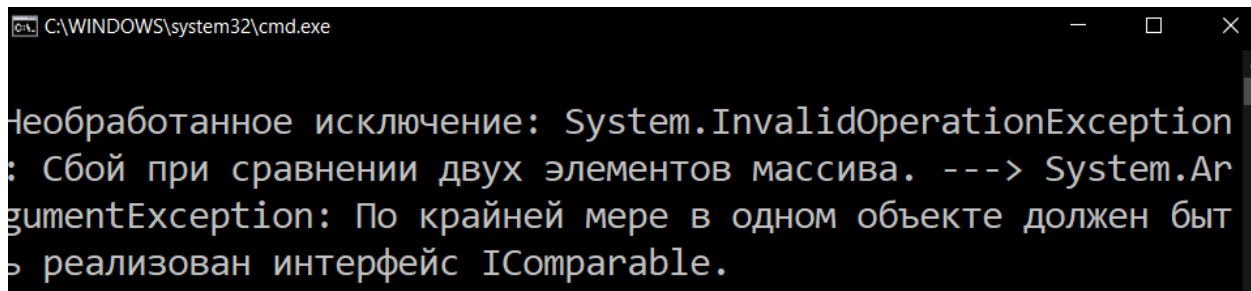 C:\WINDOWS\system32\cmd.exe
Необработанное исключение: System.InvalidOperationException
: Сбой при сравнении двух элементов массива. ---> System.Ar
gumentException: По крайней мере в одном объекте должен быт
ь реализован интерфейс IComparable.